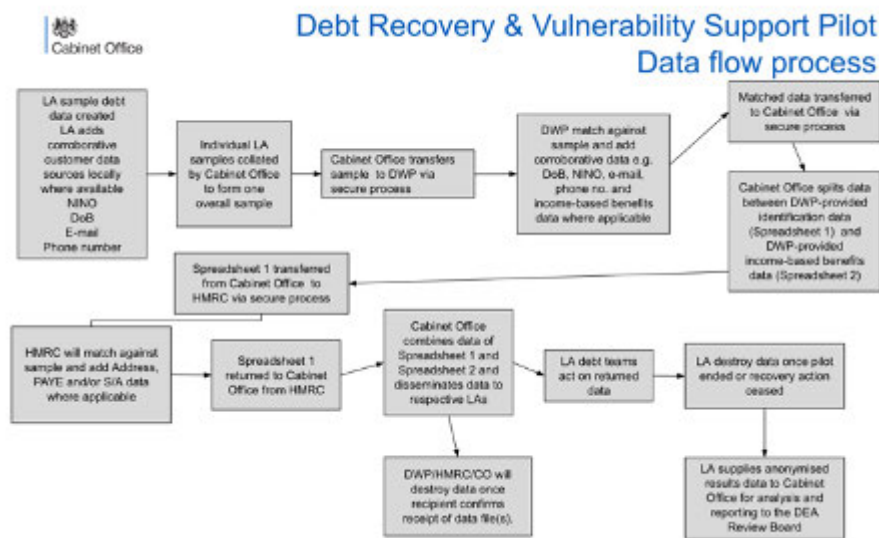 Cabinet Office
Debt Recovery & Vulnerability Support Pilot
Data flow process
LA sample debt
data created
LA adds
corroborative
customer data
sources locally
where available
NINO
DoB
E-mail
Phone number
Individual LA
samples collated
by Cabinet Office
to form one
overall sample
Cabinet Office transfers
sample to DWP via
secure process
DWP match against
sample and add
corroborative data e.g.
DoB, NINO, e-mail,
phone no. and
income-based benefits
data where applicable
Matched data transferred
to Cabinet Office via
secure process
Cabinet Office splits data
between DWP-provided
identification data
(Spreadsheet 1) and
DWP-provided
income-based benefits
data (Spreadsheet 2)
Spreadsheet 1 transferred
from Cabinet Office to
HMRC via secure process
HMRC will match against
sample and add Address,
PAYE and/or S/A data
where applicable
Spreadsheet 1
returned to Cabinet
Office from HMRC
Cabinet Office
combines data of
Spreadsheet 1 and
Spreadsheet 2 and
disseminates data to
respective LAs
LA debt teams
act on returned
data
LA destroy data once pilot
ended or recovery action
ceased
DWP/HMRC/CO will
destroy data once
recipient confirms
receipt of data file(s).
LA supplies anonymised
results data to Cabinet
Office for analysis and
reporting to the DEA
Review Board